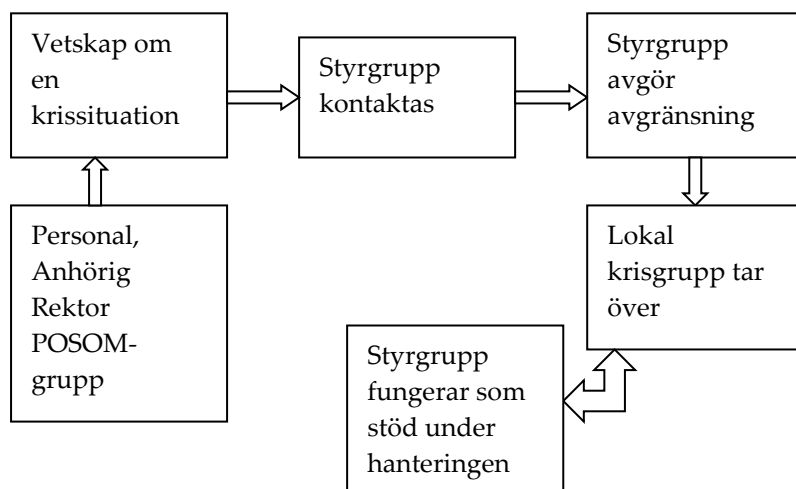 Vetskap om
en
krissituation
Styrgrupp
kontaktas
Styrgrupp
avgör
avgränsning
Personal,
Anhörig
Rektor
POSOM-
grupp
Lokal
krisgrupp tar
över
Styrgrupp
fungerar som
stöd under
hanteringen